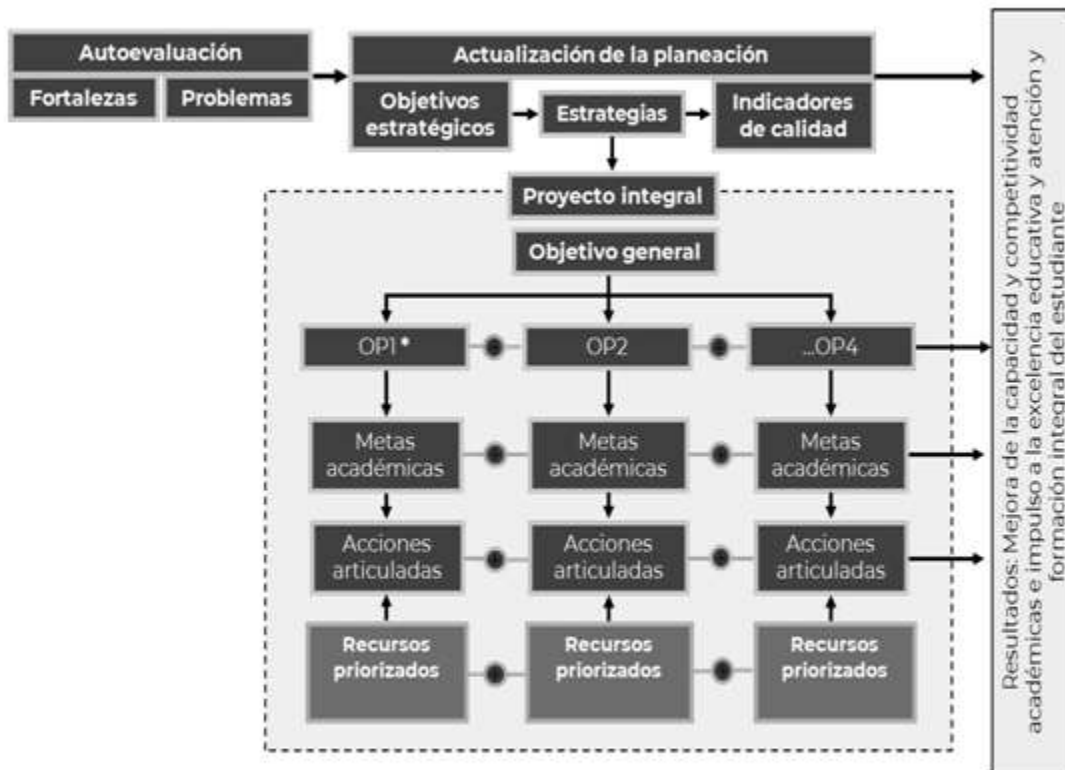 Autoevaluación
Fortalezas
Problemas
Actualización de la planeación
Objetivos
estratégicos
Estrategias
Indicadores
de calidad
Proyecto integral
Objetivo general
OP1*
OP2
...OP4
Metas
académicas
Metas
académicas
Metas
académicas
Acciones
articuladas
Acciones
articuladas
Acciones
articuladas
Recursos
priorizados
Recursos
priorizados
Recursos
priorizados
Resultados: Mejora de la capacidad y competitividad
académicas e impulso a la excelencia educativa y atención y
formación integral del estudiante